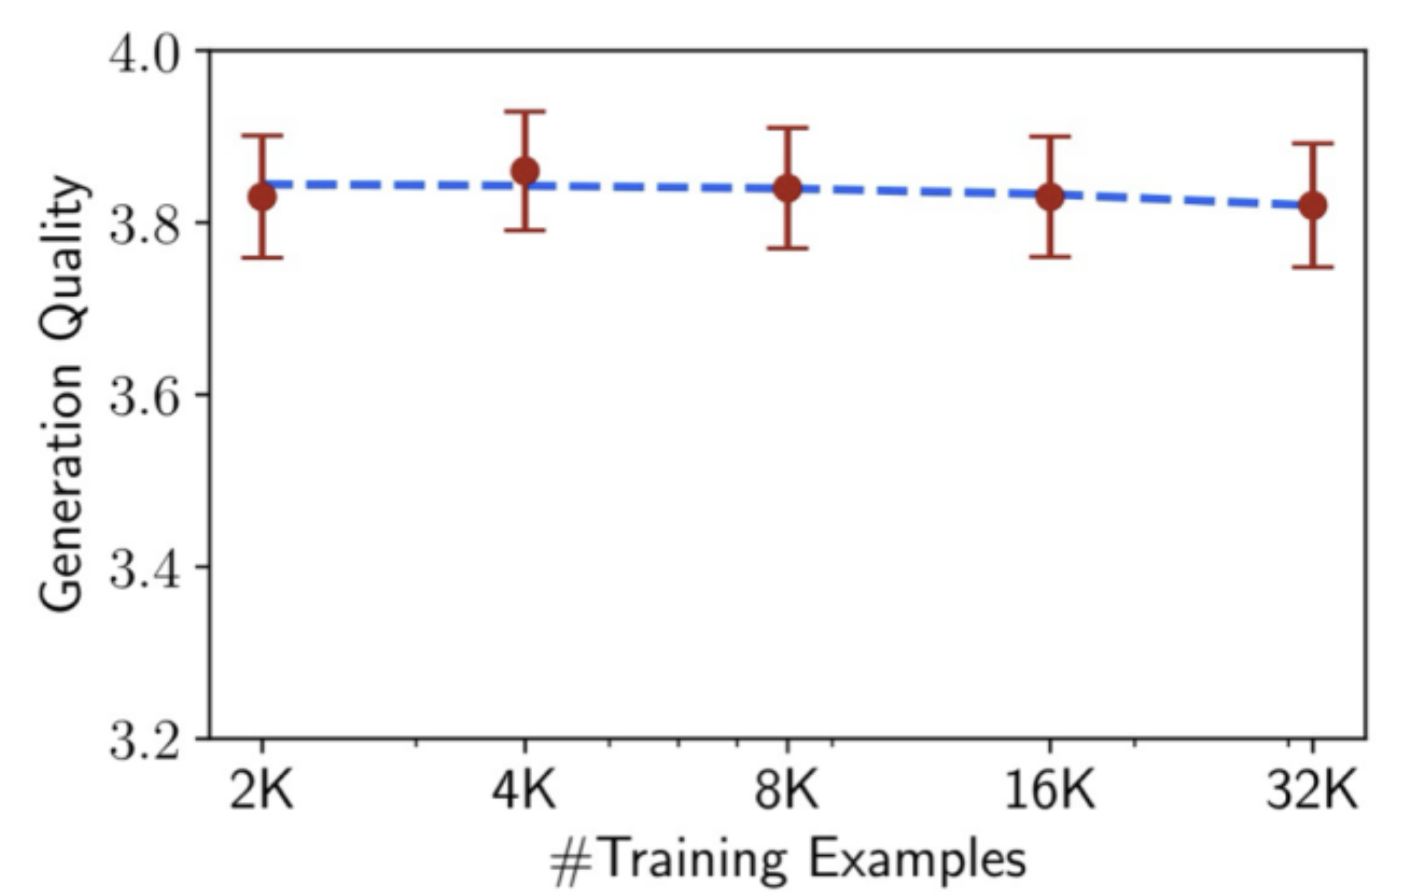 4.0
3.8
3.6
3.4
3.2
Generation Quality
2K 4K 8K 16K 32K
#Training Examples